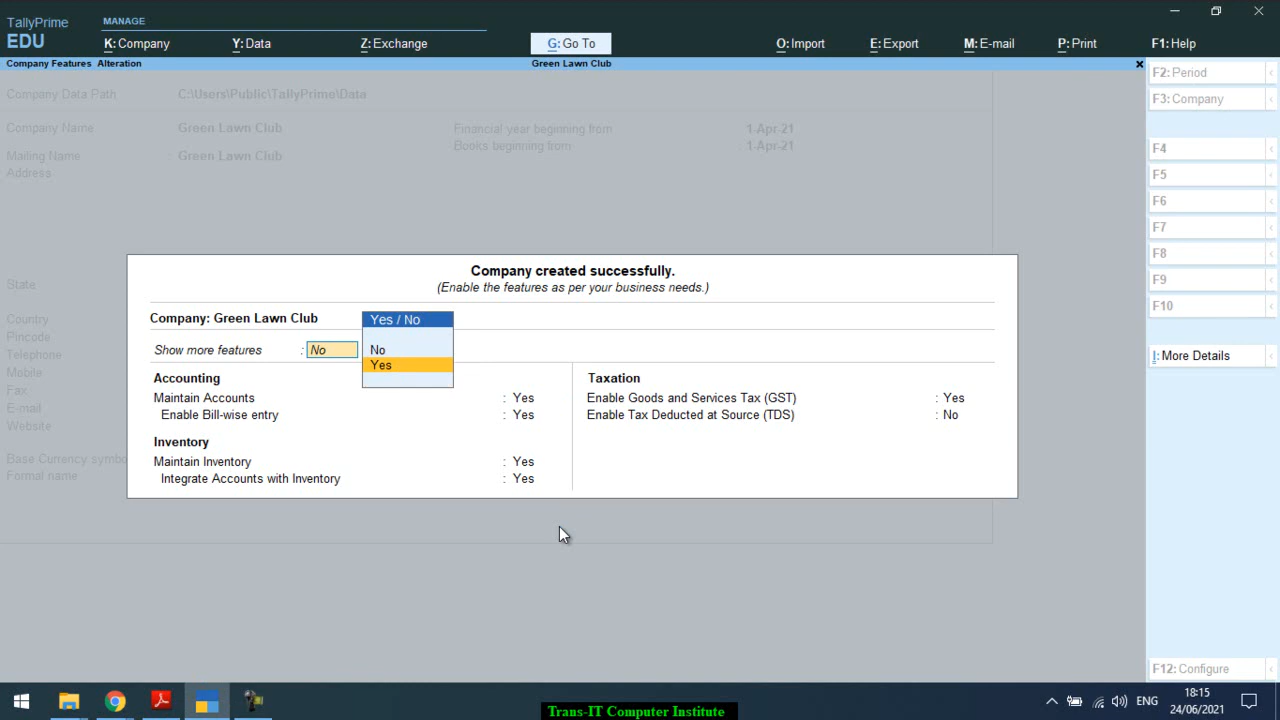 TallyPrime
MANAGE
EDU
K: Company
Y: Data
Z: Exchange
G: Go To
O: Import
E: Export
M: E-mail
P: Print
F1: Help
Company Features Alteration
Green Lawn Club
×
Company Data Path : C:\Users\Public\TallyPrime\Data
Company Name : Green Lawn Club
Mailing Name : Green Lawn Club
Address
Financial year beginning from : 1-Apr-21
Books beginning from : 1-Apr-21
State
Country
Pincode
Telephone
Mobile
Fax
E-mail
Website
Base Currency symbo
Formal name
Company created successfully.
(Enable the features as per your business needs.)
Company: Green Lawn Club
Show more features : No
Yes / No
No
Yes
Accounting
Maintain Accounts : Yes
Enable Bill-wise entry : Yes
Inventory
Maintain Inventory : Yes
Integrate Accounts with Inventory : Yes
Taxation
Enable Goods and Services Tax (GST) : Yes
Enable Tax Deducted at Source (TDS) : No
F2: Period
F3: Company
F4
F5
F6
F7
F8
F9
F10
I: More Details
F12: Configure
ENG
18:15
24/06/2021
Trans-IT Computer Institute